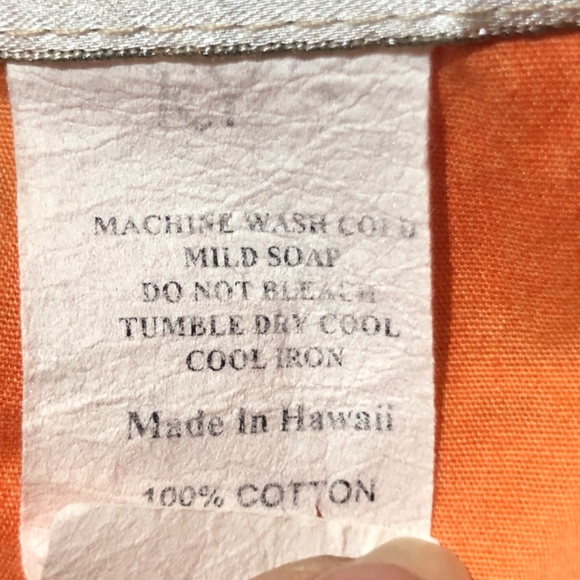 MACHINE WASH COLD
MILD SOAP
DO NOT BLEACH
TUMBLE DRY COOL
COOL IRON
Made In Hawaii
100% COTTON